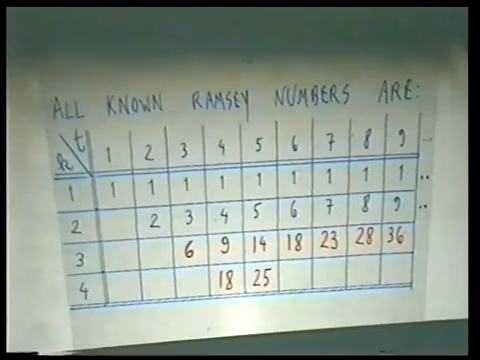 ALL KNOWN RAMSEY NUMBERS ARE:
k t 1 2 3 4 5 6 7 8 9 ...
1 1 1 1 1 1 1 1 1 1 ..
2 2 3 4 5 6 7 8 9 ..
3 6 9 14 18 23 28 36
4 18 25